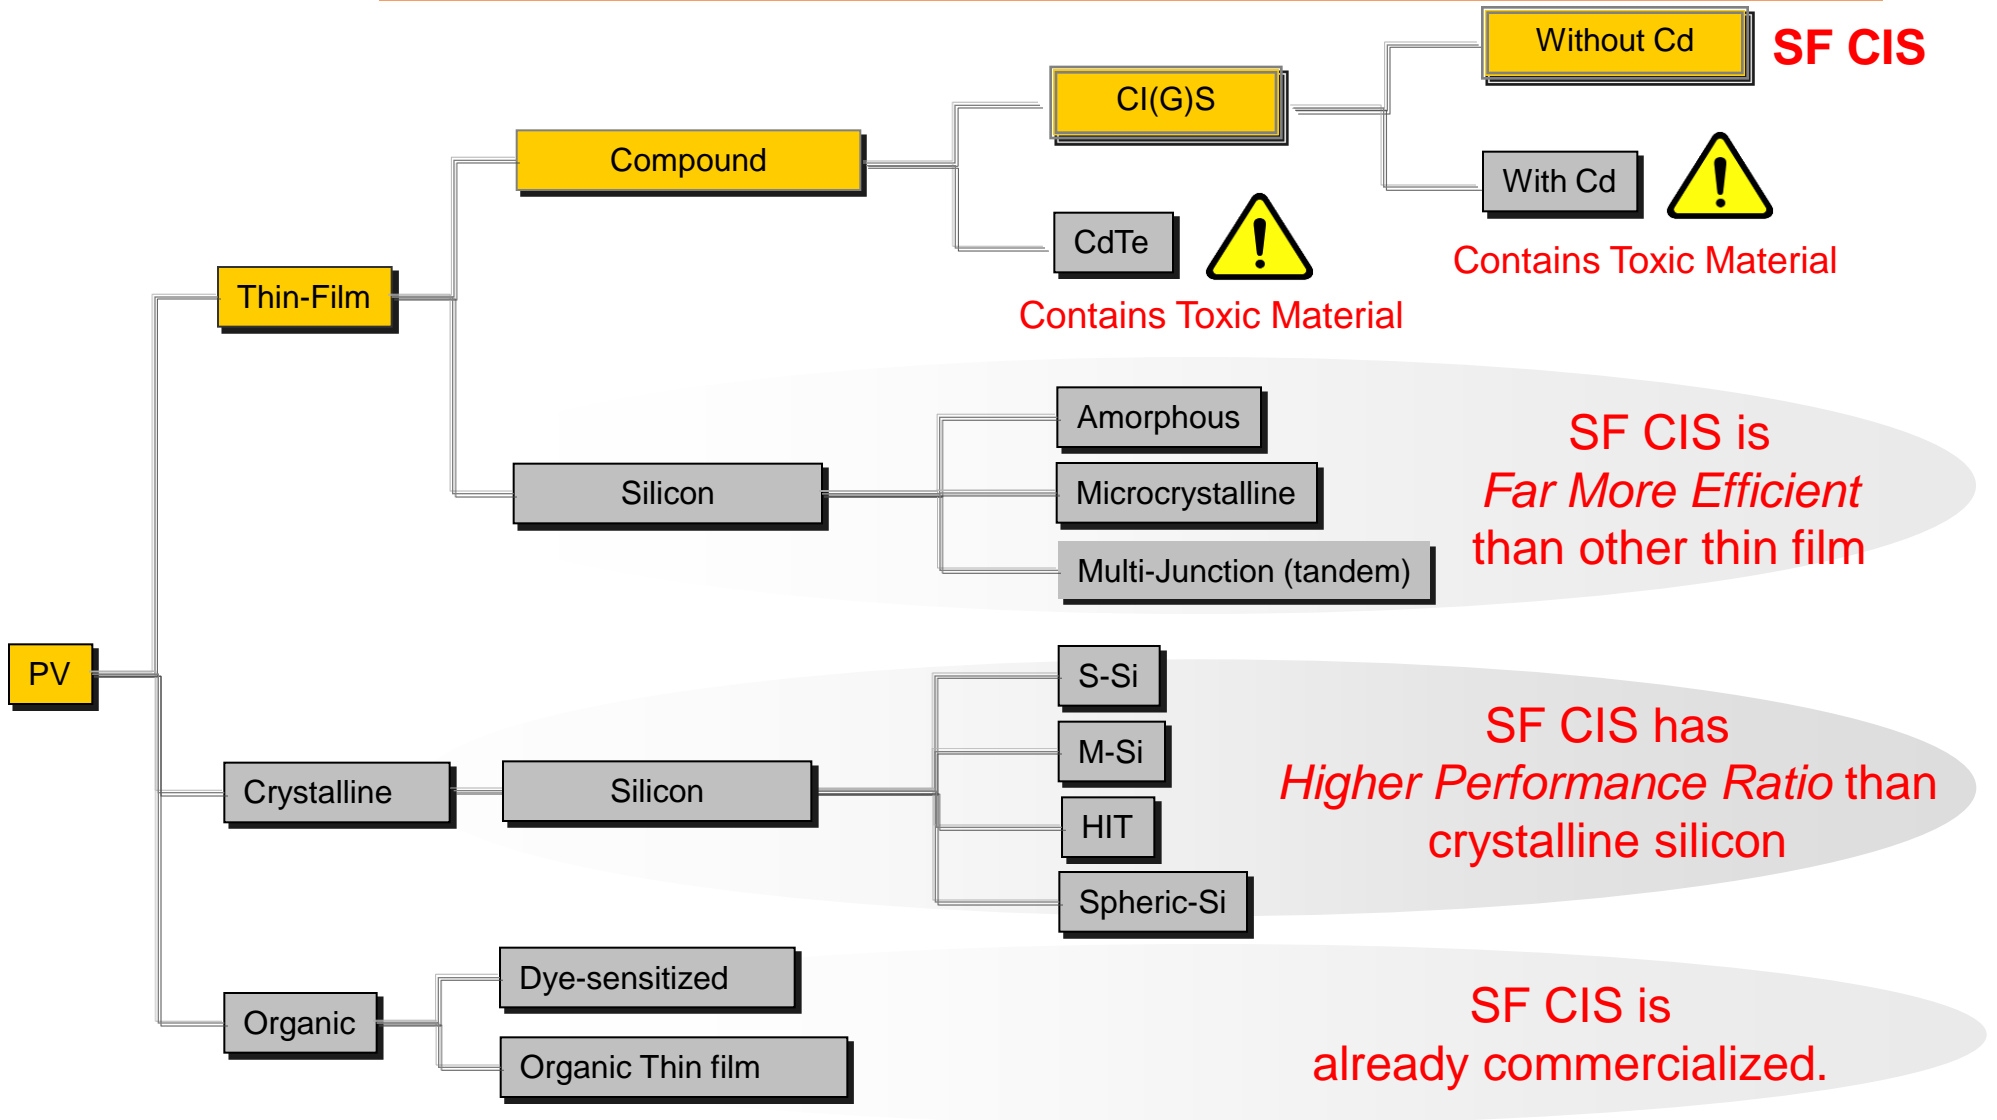 Without Cd
SF CIS
CI(G)S
Compound
With Cd
CdTe
Contains Toxic Material
Thin-Film
Contains Toxic Material
Amorphous
SF CIS is
Silicon
Microcrystalline
Far More Efficient
than other thin film
Multi-Junction (tandem)
PV
S-Si
SF CIS has
M-Si
Crystalline
Silicon
Higher Performance Ratio than
HIT
crystalline silicon
Spheric-Si
Dye-sensitized
SF CIS is
Organic
already commercialized.
Organic Thin film